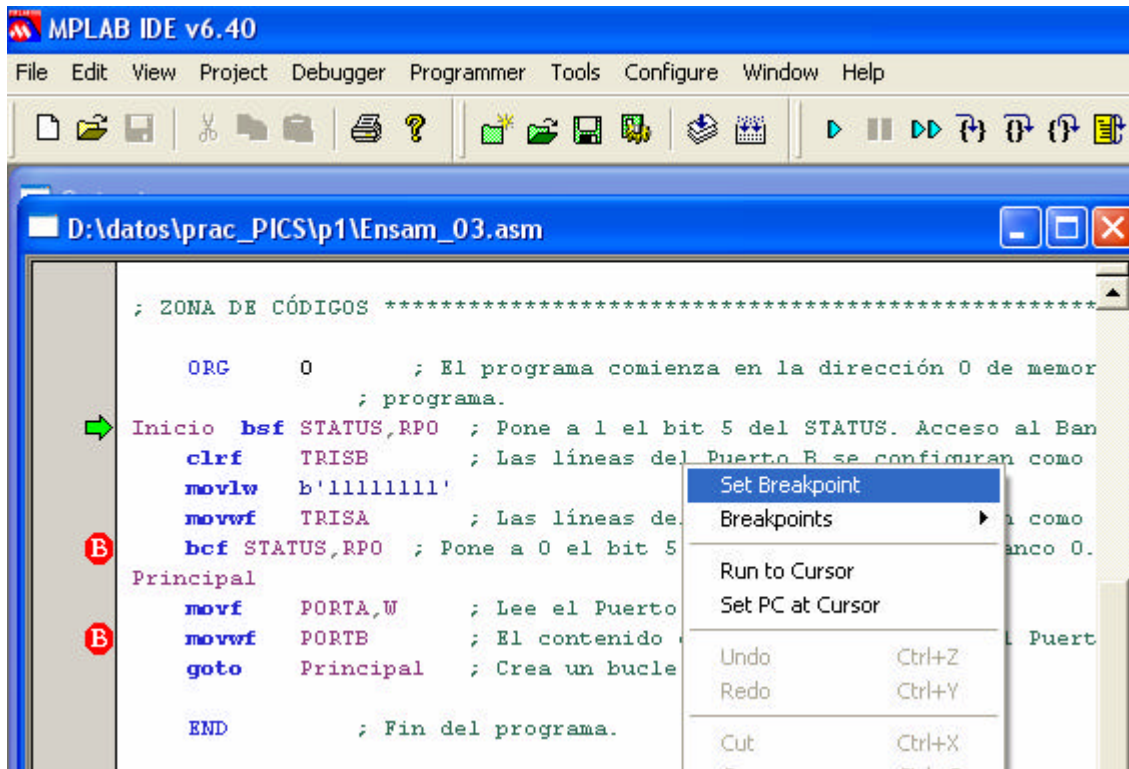 MPLAB IDE v6.40
File Edit View Project Debugger Programmer Tools Configure Window Help
D:\datos\prac_PICS\p1\Ensam_03.asm
; ZONA DE CÓDIGOS ***************************************************
ORG 0 ; El programa comienza en la dirección 0 de memor
; programa.
Inicio bsf STATUS,RP0 ; Pone a 1 el bit 5 del STATUS. Acceso al Ban
clrf TRISB ; Las líneas del Puerto B se configuran como
movlw b'11111111'
movwf TRISA ; Las líneas de como
B bcf STATUS,RP0 ; Pone a 0 el bit 5 anco 0.
Principal
movf PORTA,W ; Lee el Puerto
B movwf PORTB ; El contenido Puert
goto Principal ; Crea un bucle
END ; Fin del programa.
Set Breakpoint
Breakpoints
Run to Cursor
Set PC at Cursor
Undo Ctrl+Z
Redo Ctrl+Y
Cut Ctrl+X